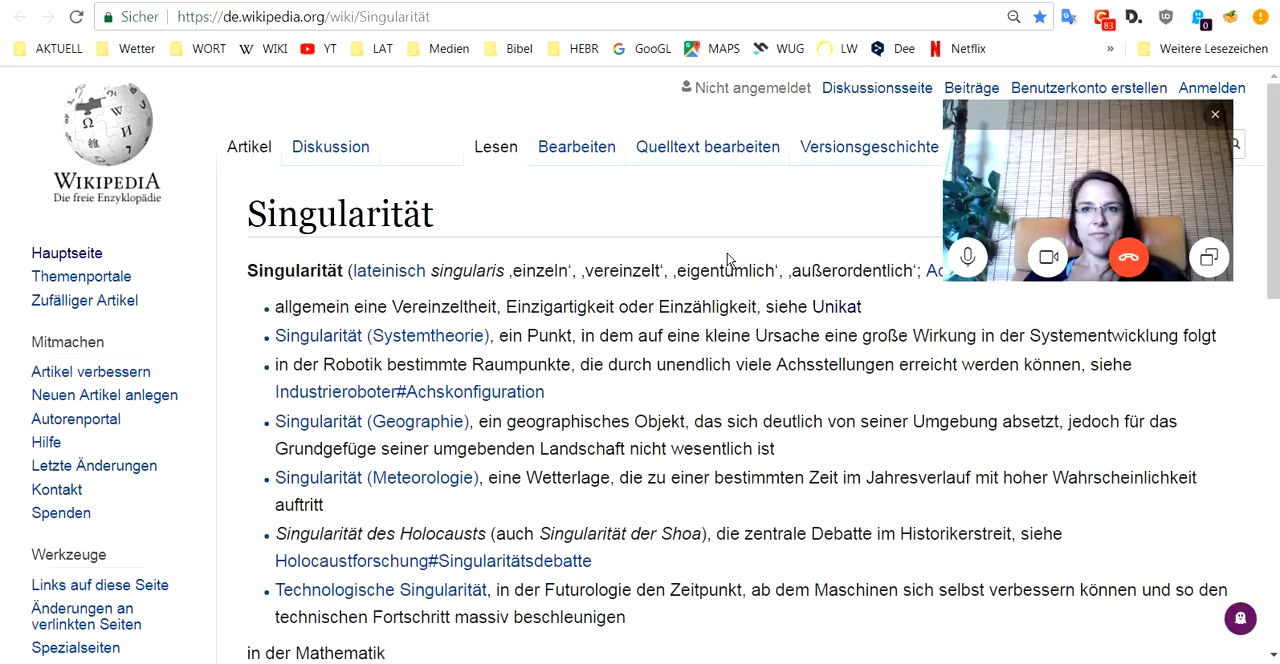 Sicher https://de.wikipedia.org/wiki/Singularität
83 D. 0
AKTUELL Wetter WORT WIKI YT LAT Medien Bibel HEBR GooGL MAPS WUG LW Dee Netflix » Weitere Lesezeichen
Nicht angemeldet Diskussionsseite Beiträge Benutzerkonto erstellen Anmelden
WIKIPEDIA
Die freie Enzyklopädie
Artikel Diskussion Lesen Bearbeiten Quelltext bearbeiten Versionsgeschichte
Singularität
Singularität (lateinisch singularis ‚einzeln‘, ‚vereinzelt‘, ‚eigentümlich‘, ‚außerordentlich‘;
• allgemein eine Vereinzeltheit, Einzigartigkeit oder Einzähligkeit, siehe Unikat
• Singularität (Systemtheorie), ein Punkt, in dem auf eine kleine Ursache eine große Wirkung in der Systementwicklung folgt
• in der Robotik bestimmte Raumpunkte, die durch unendlich viele Achsstellungen erreicht werden können, siehe
Industrieroboter#Achskonfiguration
• Singularität (Geographie), ein geographisches Objekt, das sich deutlich von seiner Umgebung absetzt, jedoch für das
Grundgefüge seiner umgebenden Landschaft nicht wesentlich ist
• Singularität (Meteorologie), eine Wetterlage, die zu einer bestimmten Zeit im Jahresverlauf mit hoher Wahrscheinlichkeit
auftritt
• Singularität des Holocausts (auch Singularität der Shoa), die zentrale Debatte im Historikerstreit, siehe
Holocaustforschung#Singularitätsdebatte
• Technologische Singularität, in der Futurologie den Zeitpunkt, ab dem Maschinen sich selbst verbessern können und so den
technischen Fortschritt massiv beschleunigen
in der Mathematik
Hauptseite
Themenportale
Zufälliger Artikel
Mitmachen
Artikel verbessern
Neuen Artikel anlegen
Autorenportal
Hilfe
Letzte Änderungen
Kontakt
Spenden
Werkzeuge
Links auf diese Seite
Änderungen an
verlinkten Seiten
Spezialseiten